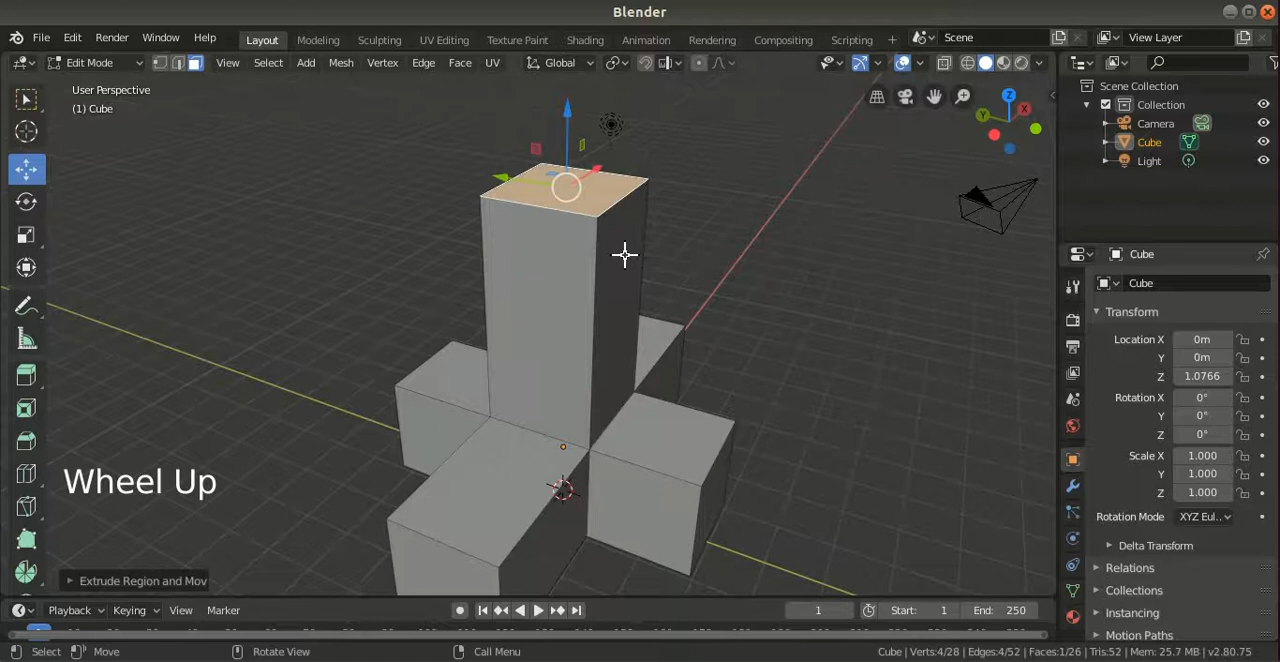 Blender
File Edit Render Window Help
Layout Modeling Sculpting UV Editing Texture Paint Shading Animation Rendering Compositing Scripting +
Scene
View Layer
Edit Mode
View Select Add Mesh Vertex Edge Face UV
Global
User Perspective
(1) Cube
Z
X
Y
Scene Collection
Collection
Camera
Cube
Light
Cube
Cube
Transform
Location X 0m
Y 0m
Z 1.0766
Rotation X 0°
Y 0°
Z 0°
Scale X 1.000
Y 1.000
Z 1.000
Rotation Mode XYZ Eul..
Delta Transform
Relations
Collections
Instancing
Motion Paths
Wheel Up
Extrude Region and Mov
Playback Keying View Marker
1
Start: 1
End: 250
Select Move Rotate View Call Menu
Cube | Verts:4/28 | Edges:4/52 | Faces:1/26 | Tris:52 | Mem: 25.7 MB | v2.80.75